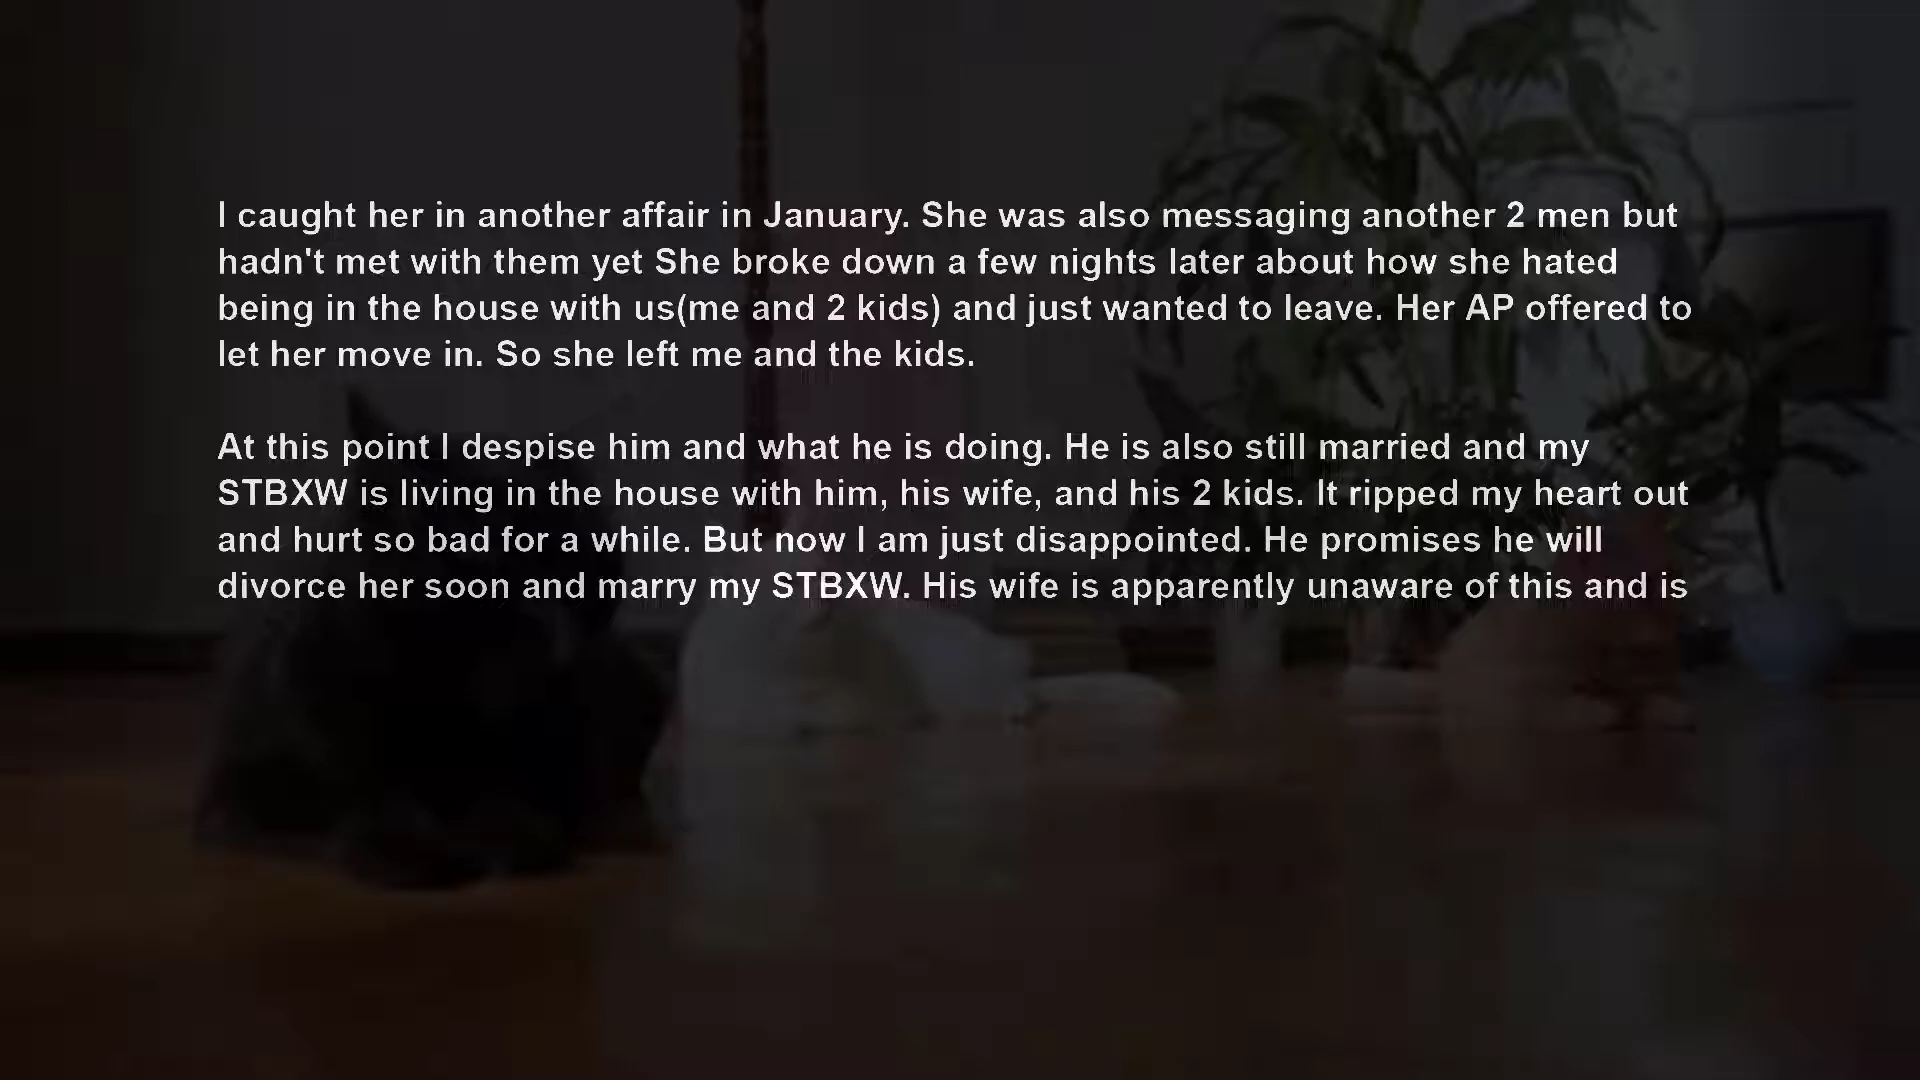 I caught her in another affair in January. She was also messaging another 2 men but
hadn't met with them yet She broke down a few nights later about how she hated
being in the house with us(me and 2 kids) and just wanted to leave. Her AP offered to
let her move in. So she left me and the kids.
At this point I despise him and what he is doing. He is also still married and my
STBXW is living in the house with him, his wife, and his 2 kids. It ripped my heart out
and hurt so bad for a while. But now I am just disappointed. He promises he will
divorce her soon and marry my STBXW. His wife is apparently unaware of this and is